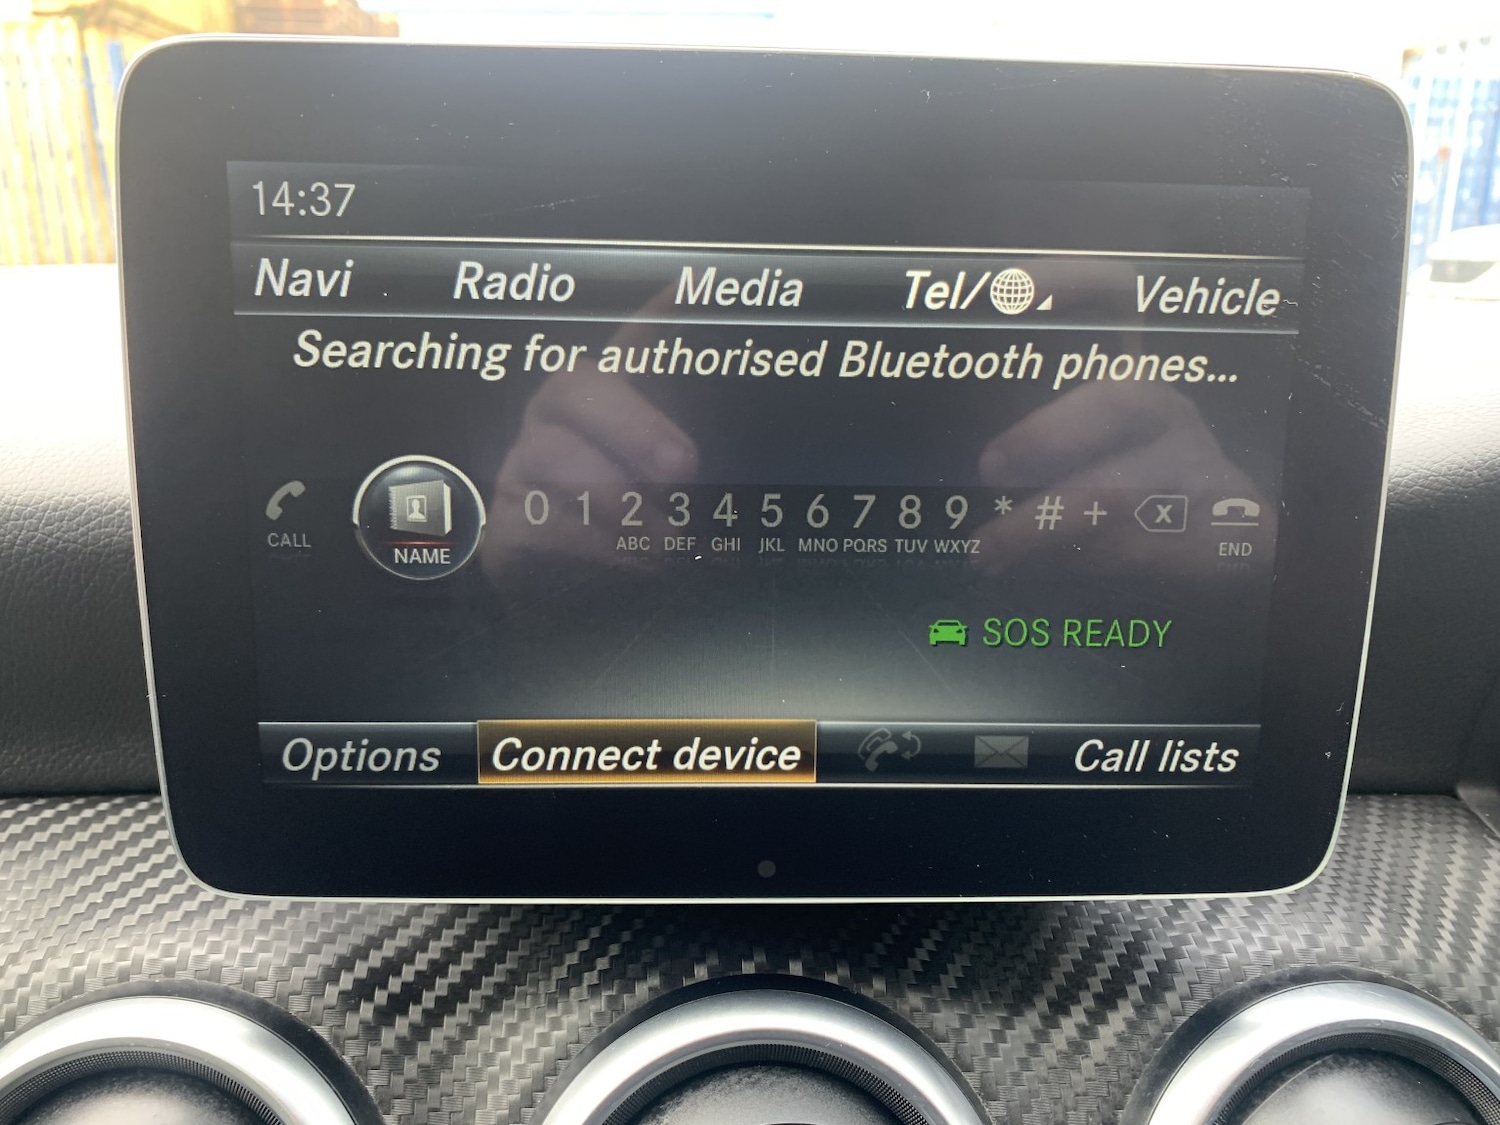 14:37
Navi Radio Media Tel/ Vehicle
Searching for authorised Bluetooth phones...
CALL NAME 0 1 2 3 4 5 6 7 8 9 * # + X END
ABC DEF GHI JKL MNO PQRS TUV WXYZ
SOS READY
Options Connect device Call lists